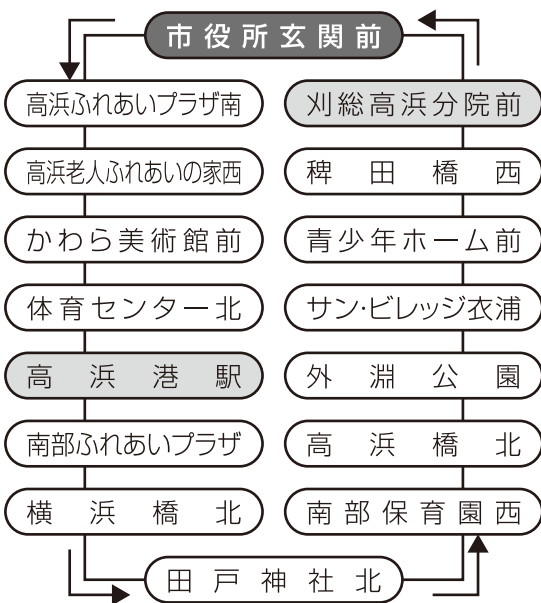 市役所玄関前
高浜ふれあいプラザ南
高浜老人ふれあいの家西
かわら美術館前
体育センター北
高浜港駅
南部ふれあいプラザ
横浜橋北
田戸神社北
南部保育園西
高浜橋北
外淵公園
サン・ビレッジ衣浦
青少年ホーム前
稗田橋西
刈総高浜分院前